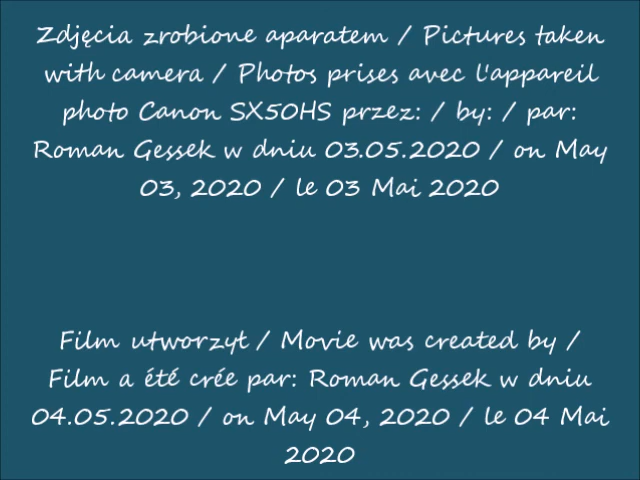 Zdjęcia zrobione aparatem / Pictures taken
with camera / Photos prises avec l'appareil
photo Canon SX50HS przez: / by: / par:
Roman Gessek w dniu 03.05.2020 / on May
03, 2020 / le 03 Mai 2020
Film utworzył / Movie was created by /
Film a été crée par: Roman Gessek w dniu
04.05.2020 / on May 04, 2020 / le 04 Mai
2020